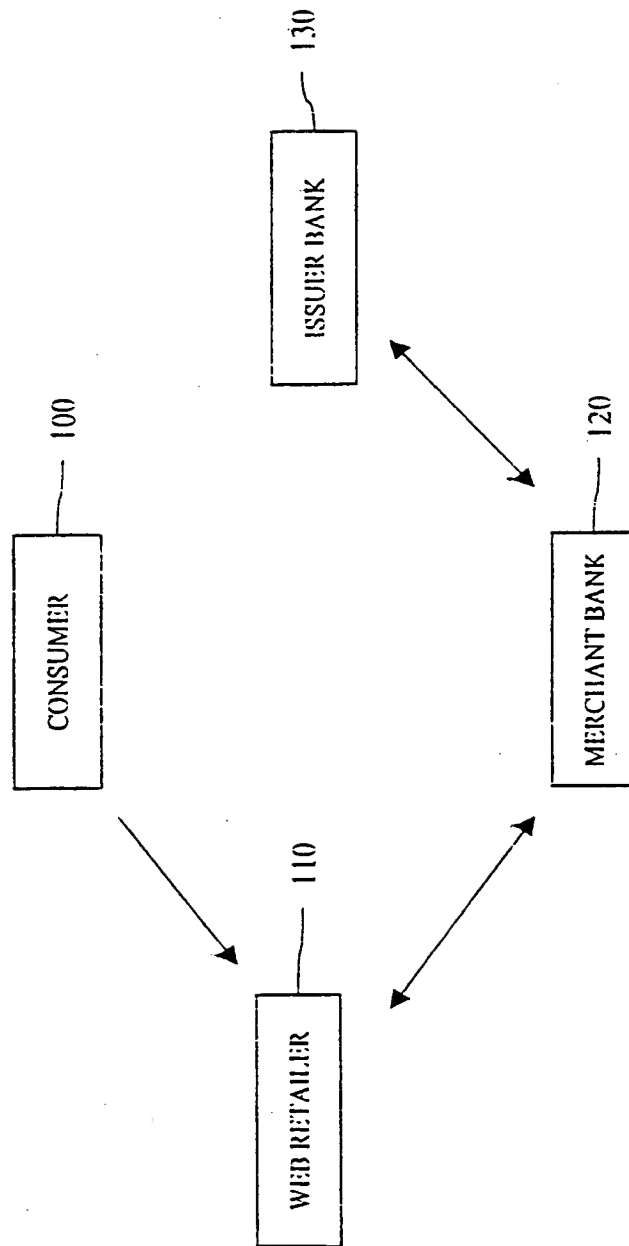 CONSUMER
100
WEB RETAILER
110
ISSUER BANK
130
MERCHANT BANK
120